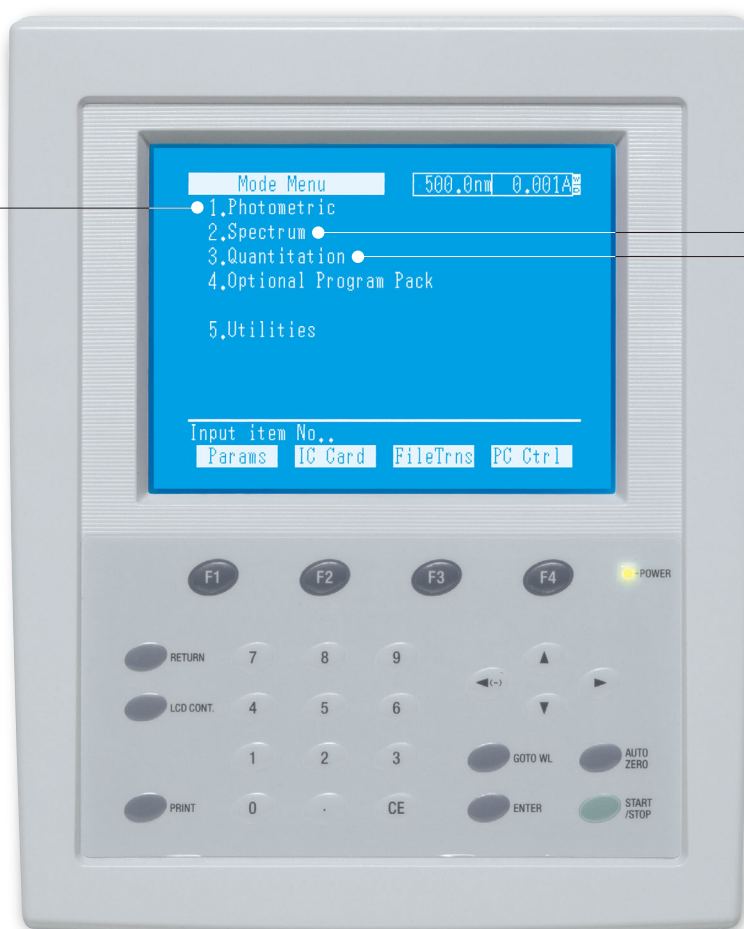 Mode Menu 500.0nm 0.001A
1.Photometric
2.Spectrum
3.Quantitation
4.Optional Program Pack
5.Utilities
Input item No..
Params IC Card FileTrns PC Ctrl
F1 F2 F3 F4 -POWER
RETURN 7 8 9 ▲
◀(-) ▶
LCD CONT. 4 5 6 ▼
1 2 3 GOTO WL AUTO
ZERO
PRINT 0 . CE ENTER START
/STOP